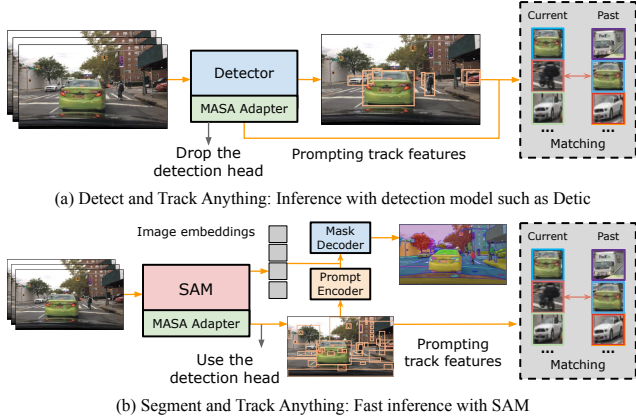 Current Past
Detector
MASA Adapter
Drop the
detection head
Prompting track features
... ...
Matching
(a) Detect and Track Anything: Inference with detection model such as Detic
Image embeddings
Mask
Decoder
Current Past
SAM
Prompt
Encoder
MASA Adapter
Use the
detection head
Prompting
track features
... ...
Matching
(b) Segment and Track Anything: Fast inference with SAM